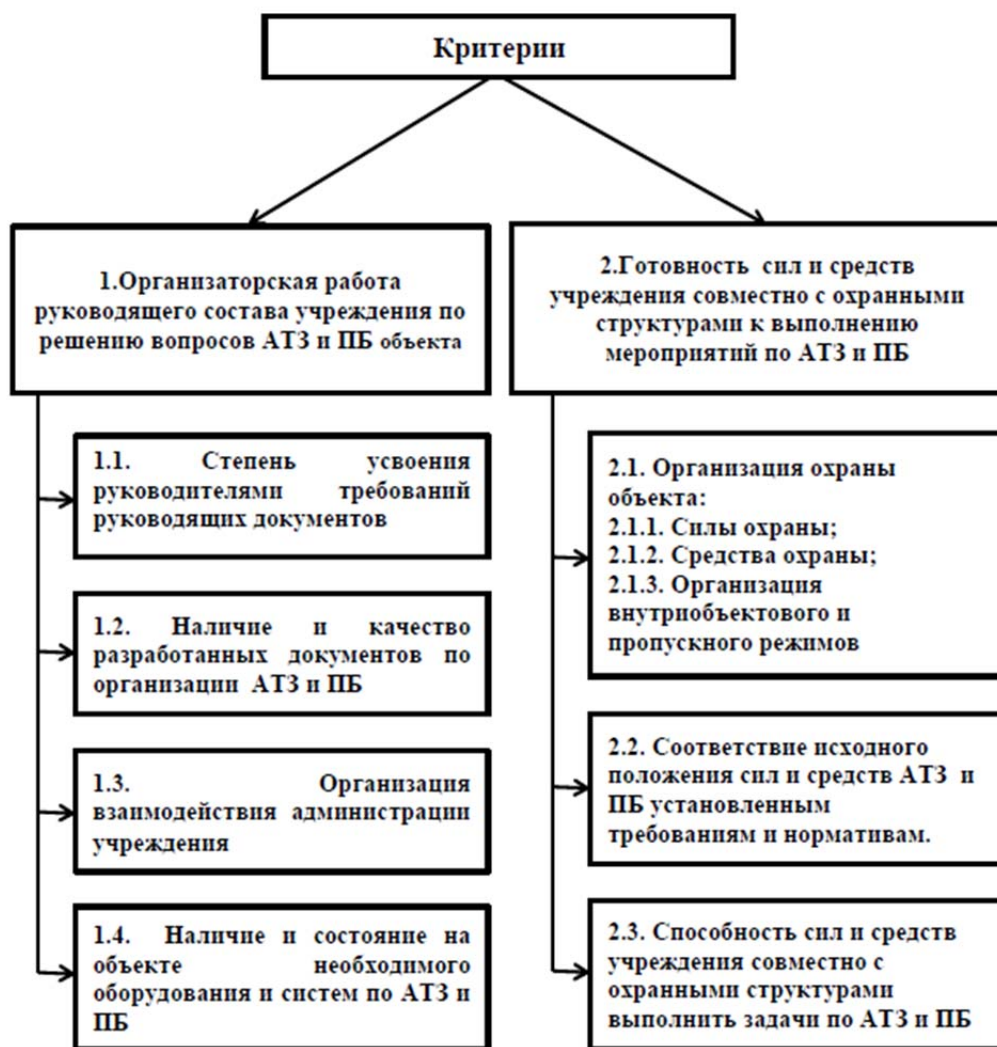 Критерии
1.Организаторская работа
руководящего состава учреждения по
решению вопросов АТЗ и ПБ объекта
1.1. Степень усвоения
руководителями требований
руководящих документов
1.2. Наличие и качество
разработанных документов по
организации АТЗ и ПБ
1.3. Организация
взаимодействия администрации
учреждения
1.4. Наличие и состояние на
объекте необходимого
оборудования и систем по АТЗ и
ПБ
2.Готовность сил и средств
учреждения совместно с охранными
структурами к выполнению
мероприятий по АТЗ и ПБ
2.1. Организация охраны
объекта:
2.1.1. Силы охраны;
2.1.2. Средства охраны;
2.1.3. Организация
внутриобъектового и
пропускного режимов
2.2. Соответствие исходного
положения сил и средств АТЗ и
ПБ установленным
требованиям и нормативам.
2.3. Способность сил и средств
учреждения совместно с
охранными структурами
выполнить задачи по АТЗ и ПБ